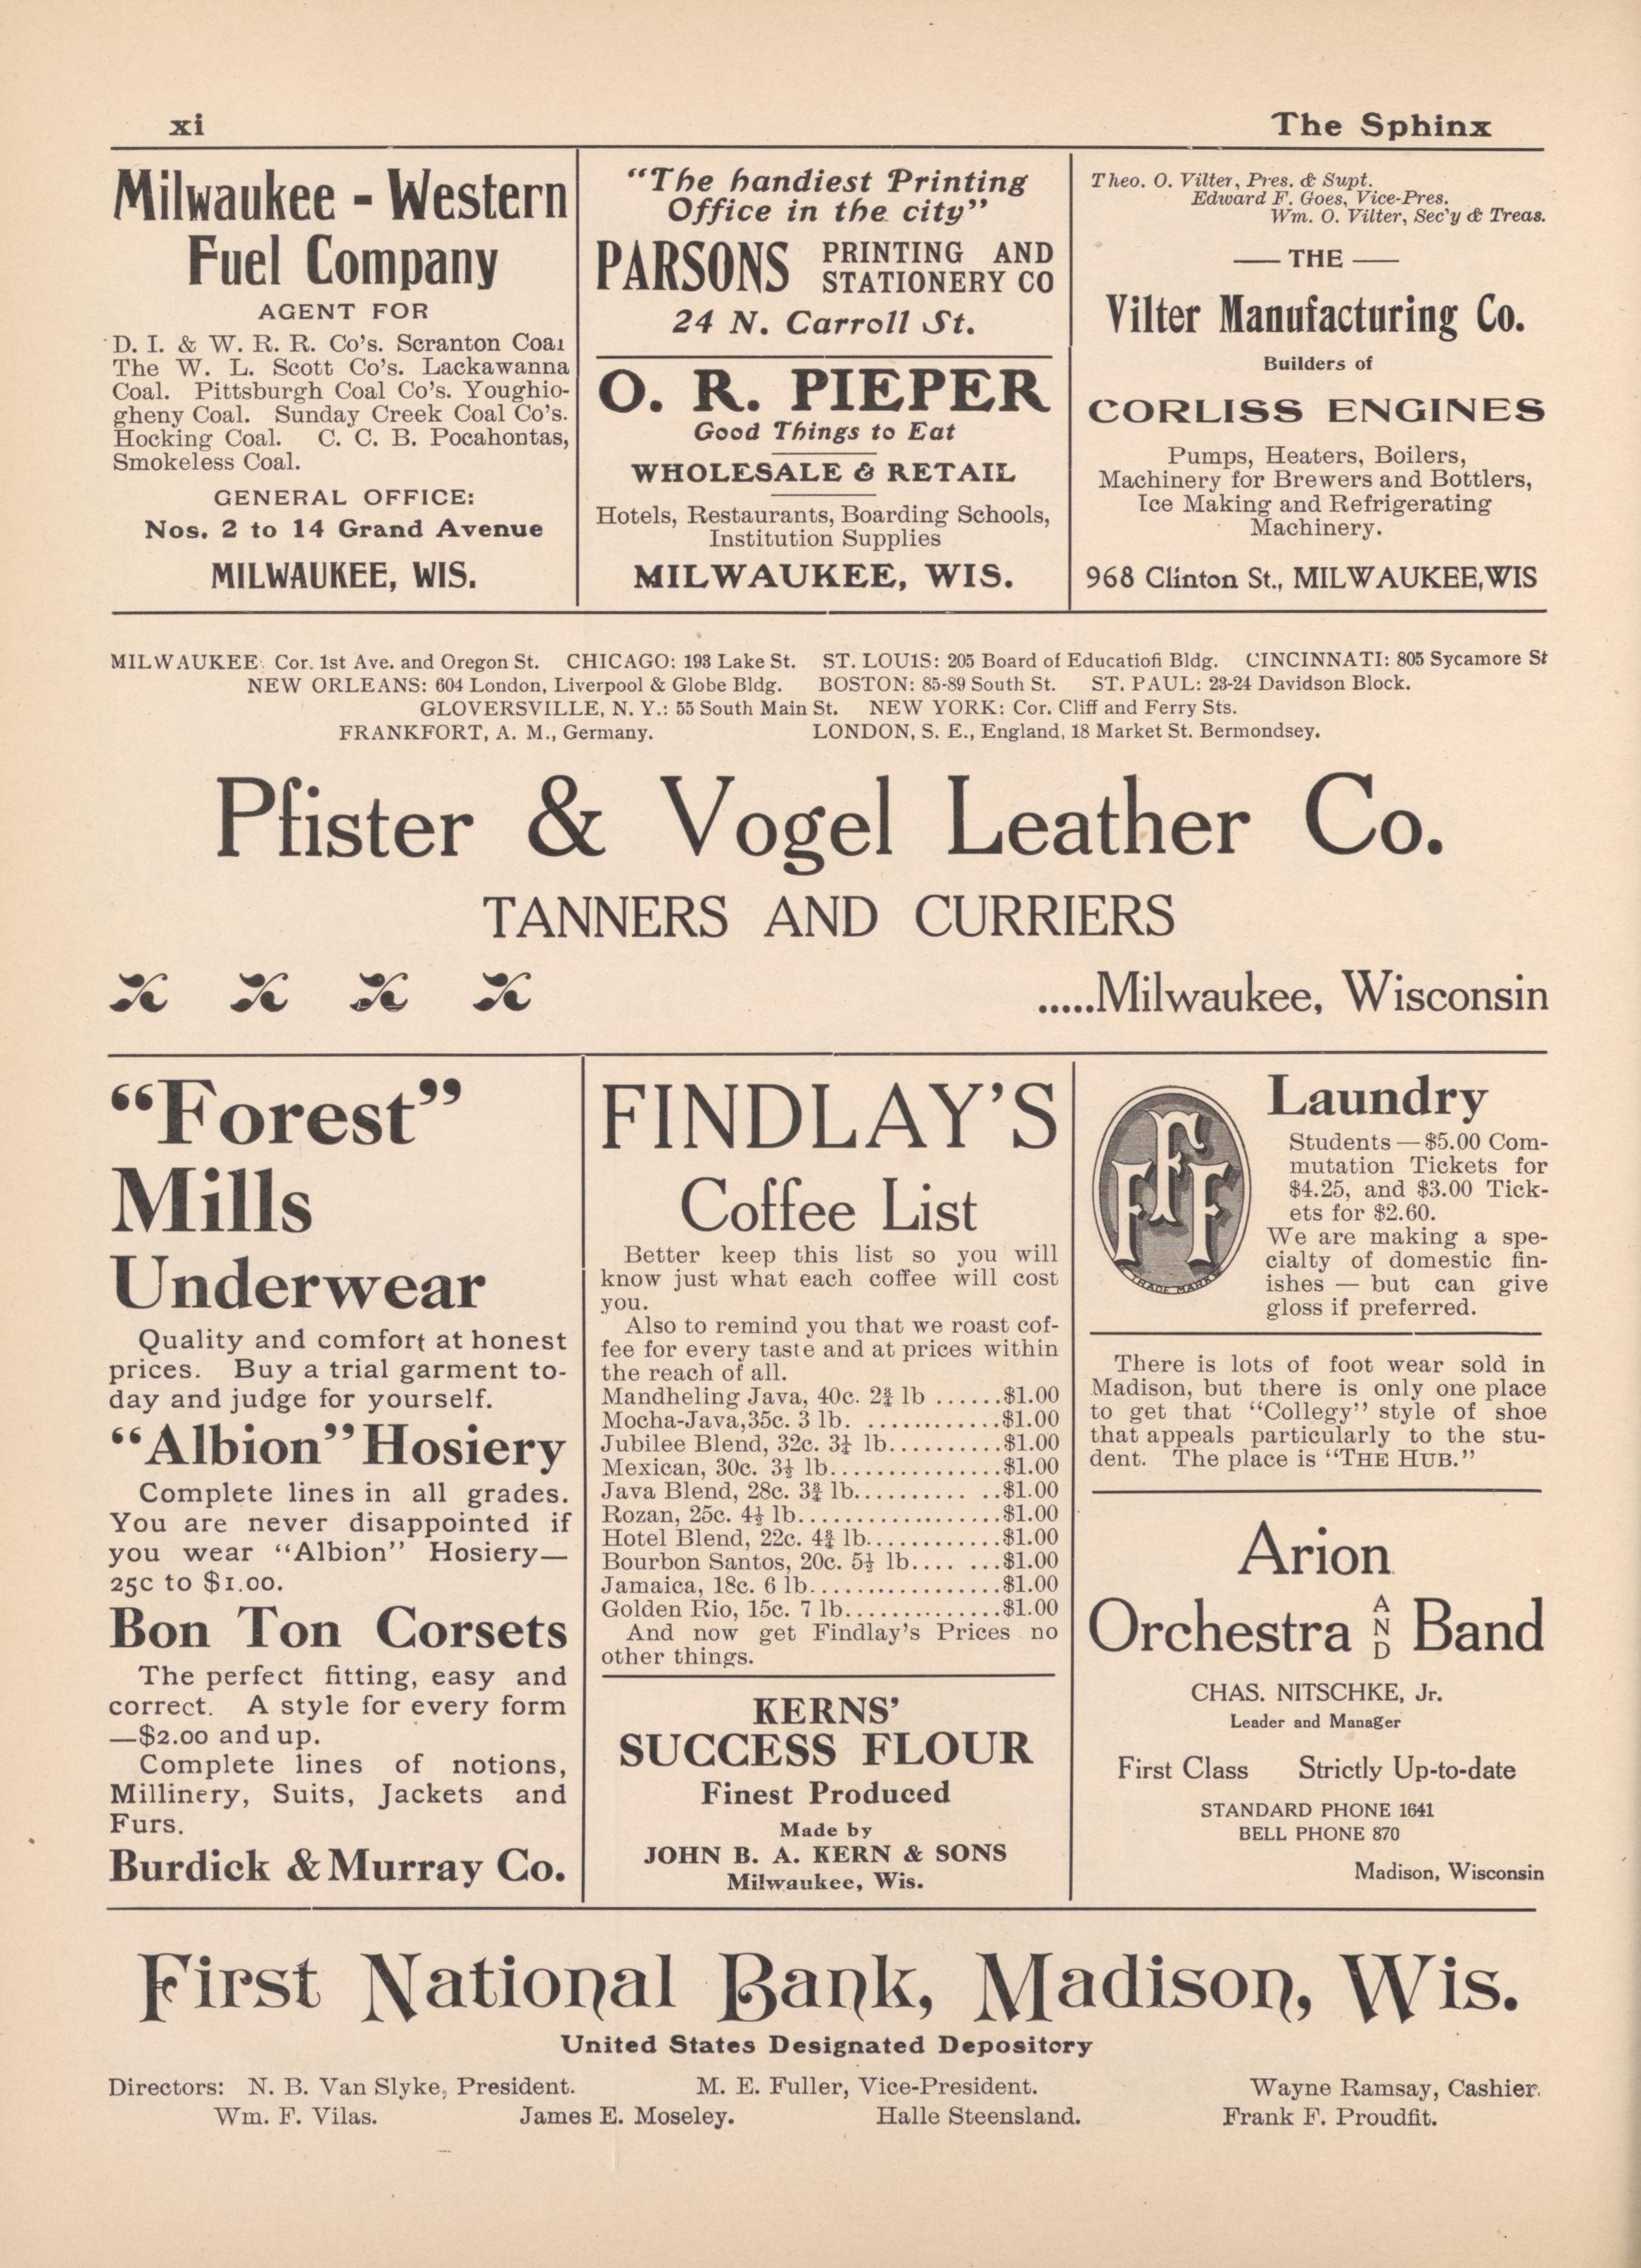 xi
The Sphinx
Milwaukee - Western
Fuel Company
AGENT FOR
D. I. & W. R. R. Co's. Scranton Coal
The W. L. Scott Co's. Lackawanna
Coal. Pittsburgh Coal Co's. Youghio-
gheny Coal. Sunday Creek Coal Co's.
Hocking Coal. C. C. B. Pocahontas,
Smokeless Coal.
GENERAL OFFICE:
Nos. 2 to 14 Grand Avenue
MILWAUKEE, WIS.
"The handiest Printing
Office in the city"
PARSONS PRINTING AND
STATIONERY CO
24 N. Carroll St.
O. R. PIEPER
Good Things to Eat
WHOLESALE & RETAIL
Hotels, Restaurants, Boarding Schools,
Institution Supplies
MILWAUKEE, WIS.
Theo. O. Vilter, Pres. & Supt.
Edward F. Goes, Vice-Pres.
Wm. O. Vilter, Sec'y & Treas.
— THE —
Vilter Manufacturing Co.
Builders of
CORLISS ENGINES
Pumps, Heaters, Boilers,
Machinery for Brewers and Bottlers,
Ice Making and Refrigerating
Machinery.
968 Clinton St., MILWAUKEE, WIS
MILWAUKEE: Cor. 1st Ave. and Oregon St. CHICAGO: 193 Lake St. ST. LOU1S: 205 Board of Educatiofi Bldg. CINCINNATI: 805 Sycamore St
NEW ORLEANS: 604 London, Liverpool & Globe Bldg. BOSTON: 85-89 South St. ST. PAUL: 23-24 Davidson Block.
GLOVERSVILLE, N. Y.: 55 South Main St. NEW YORK: Cor. Cliff and Ferry Sts.
FRANKFORT, A. M., Germany. LONDON, S. E., England, 18 Market St. Bermondsey.
Pfister & Vogel Leather Co.
TANNERS AND CURRIERS
.....Milwaukee, Wisconsin
"Forest"
Mills
Underwear
Quality and comfort at honest
prices. Buy a trial garment to-
day and judge for yourself.
"Albion" Hosiery
Complete lines in all grades.
You are never disappointed if
you wear "Albion" Hosiery—
25c to $1.00.
Bon Ton Corsets
The perfect fitting, easy and
correct. A style for every form
—$2.00 and up.
Complete lines of notions,
Millinery, Suits, Jackets and
Furs.
Burdick & Murray Co.
FINDLAY'S
Coffee List
Better keep this list so you will
know just what each coffee will cost
you.
Also to remind you that we roast cof-
fee for every taste and at prices within
the reach of all.
Mandheling Java, 40c. 2¾ lb ......$1.00
Mocha-Java,35c. 3 lb. ............$1.00
Jubilee Blend, 32c. 3¼ lb..........$1.00
Mexican, 30c. 3½ lb...............$1.00
Java Blend, 28c. 3¾ lb.......... ..$1.00
Rozan, 25c. 4½ lb..................$1.00
Hotel Blend, 22c. 4¾ lb............$1.00
Bourbon Santos, 20c. 5½ lb.... ...$1.00
Jamaica, 18c. 6 lb.................$1.00
Golden Rio, 15c. 7 lb..............$1.00
And now get Findlay's Prices no
other things.
KERNS'
SUCCESS FLOUR
Finest Produced
Made by
JOHN B. A. KERN & SONS
Milwaukee, Wis.
FFF
TRADE MARK
Laundry
Students—$5.00 Com-
mutation Tickets for
$4.25, and $3.00 Tick-
ets for $2.60.
We are making a spe-
cialty of domestic fin-
ishes — but can give
gloss if preferred.
There is lots of foot wear sold in
Madison, but there is only one place
to get that "Collegy" style of shoe
that appeals particularly to the stu-
dent. The place is "THE HUB."
Arion
Orchestra AND Band
CHAS. NITSCHKE, Jr.
Leader and Manager
First Class Strictly Up-to-date
STANDARD PHONE 1641
BELL PHONE 870
Madison, Wisconsin
First National Bank, Madison, Wis.
United States Designated Depository
Directors: N. B. Van Slyke, President. M. E. Fuller, Vice-President. Wayne Ramsay, Cashier.
Wm. F. Vilas. James E. Moseley. Halle Steensland. Frank F. Proudfit.